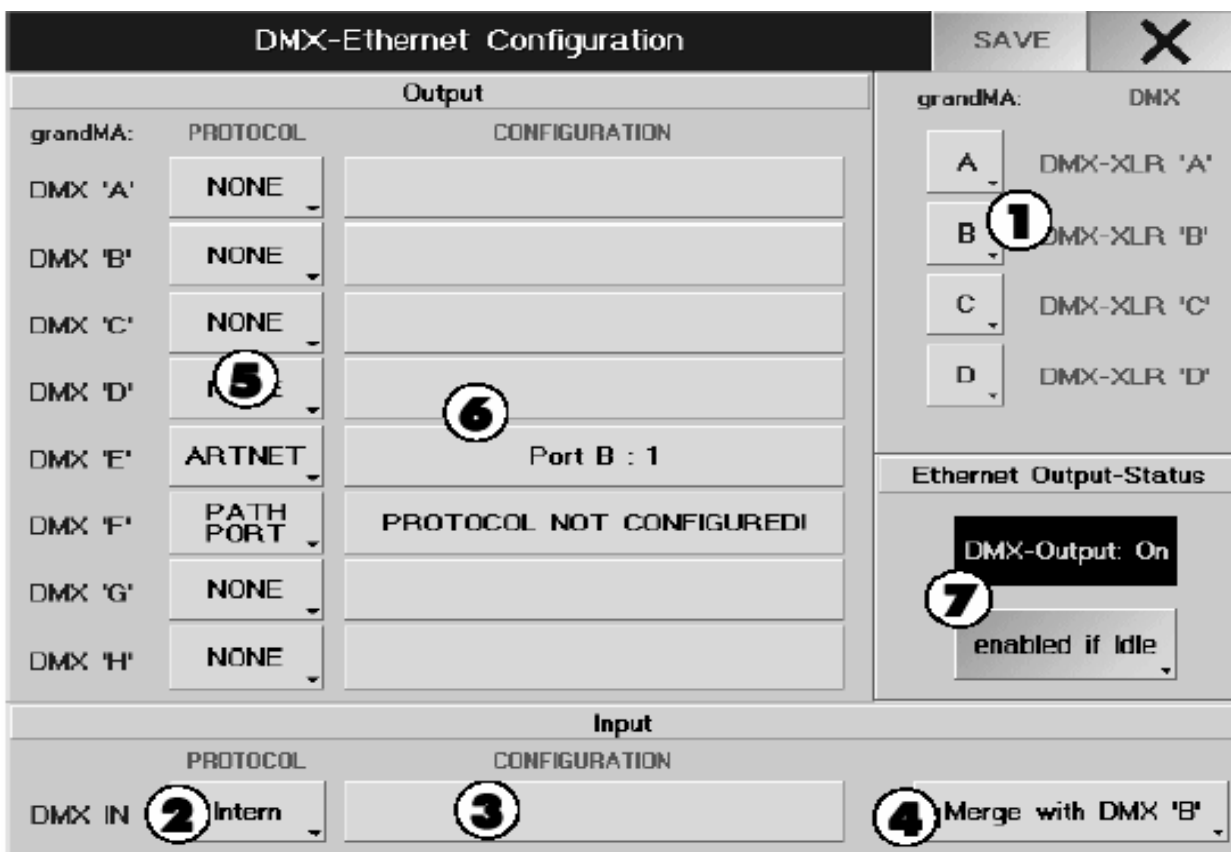 DMX-Ethernet Configuration
SAVE
Output
grandMA: PROTOCOL CONFIGURATION
DMX 'A' NONE
DMX 'B' NONE
DMX 'C' NONE
DMX 'D'
5
6
DMX 'E' ARTNET Port B : 1
DMX 'F' PATH PORT PROTOCOL NOT CONFIGURED!
DMX 'G' NONE
DMX 'H' NONE
grandMA: DMX
A DMX-XLR 'A'
1
B DMX-XLR 'B'
C DMX-XLR 'C'
D DMX-XLR 'D'
Ethernet Output-Status
DMX-Output: On
7
enabled if Idle
Input
PROTOCOL CONFIGURATION
DMX IN 2 Intern 3 4 Merge with DMX 'B'